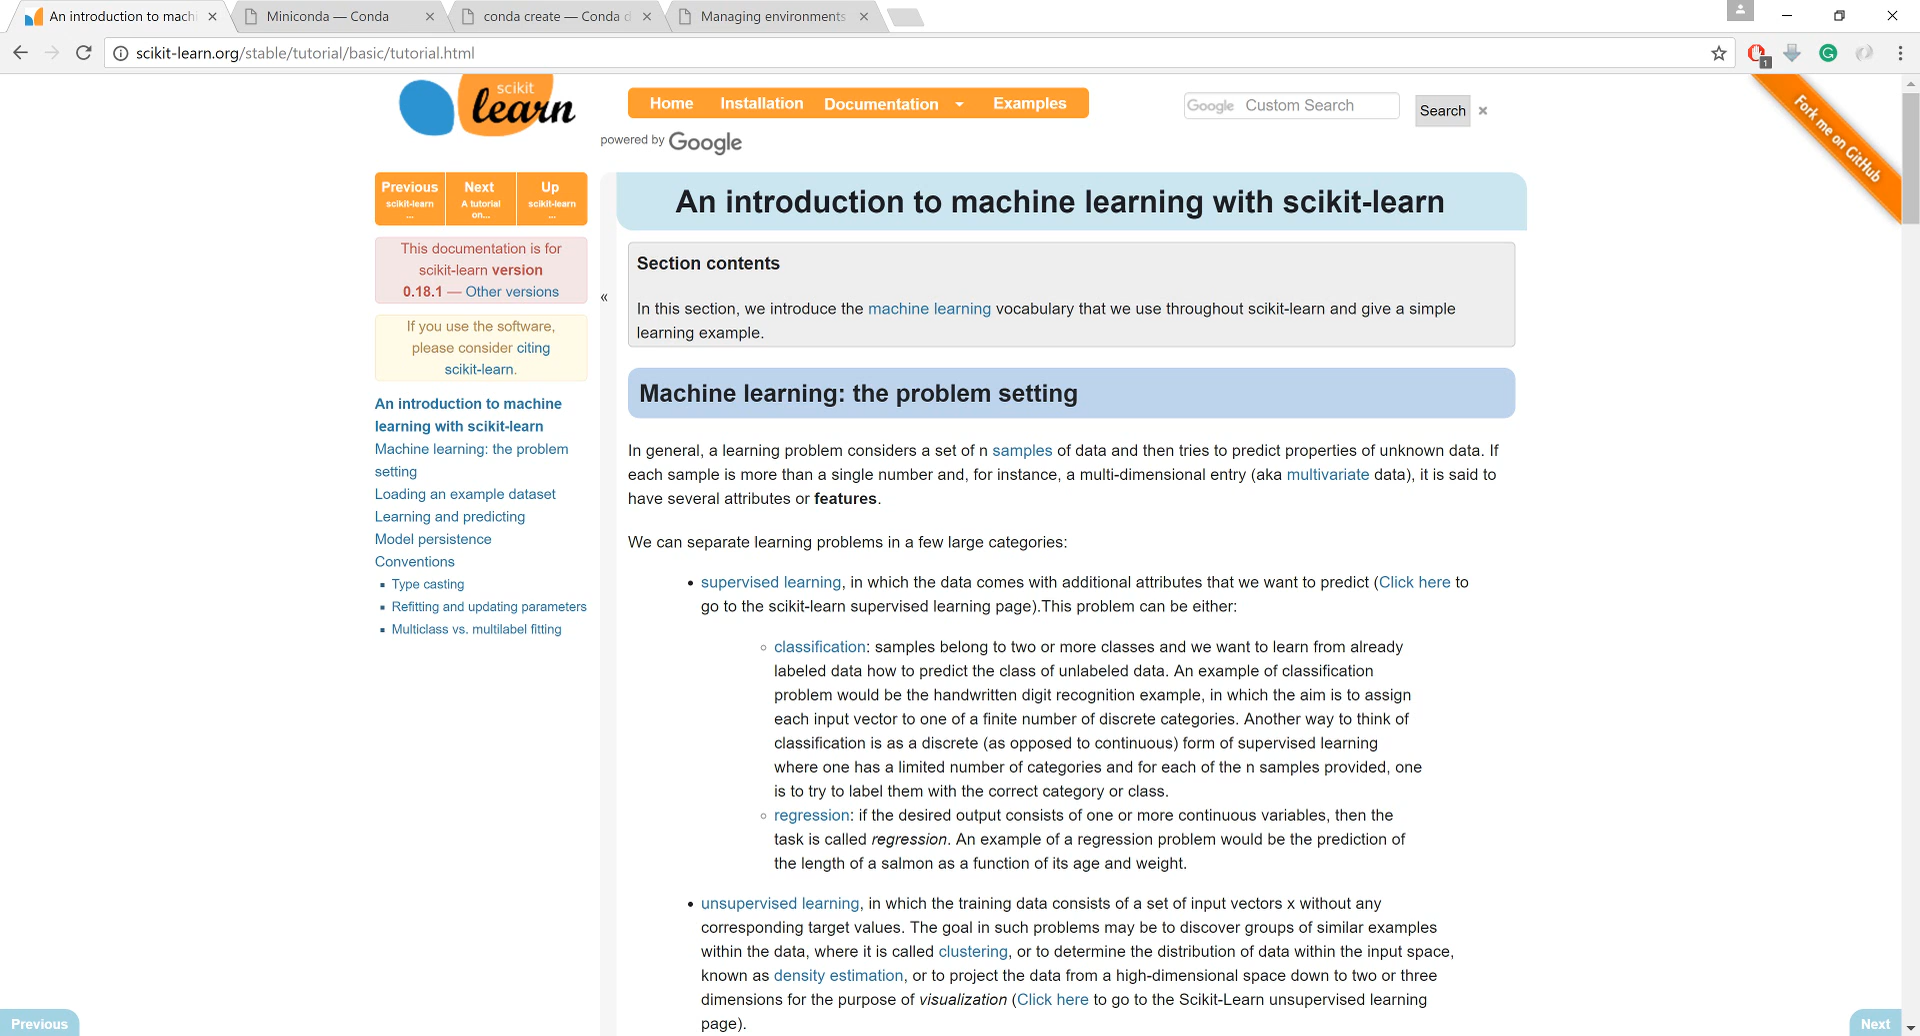 An introduction to mach
Miniconda — Conda
conda create — Conda d
Managing environments
scikit-learn.org/stable/tutorial/basic/tutorial.html
1
scikit
learn
Home Installation Documentation Examples
Google Custom Search
Search ×
powered by Google
Fork me on GitHub
Previous
scikit-learn
...
Next
A tutorial
on...
Up
scikit-learn
...
This documentation is for
scikit-learn version
0.18.1 — Other versions
If you use the software,
please consider citing
scikit-learn.
An introduction to machine
learning with scikit-learn
Machine learning: the problem
setting
Loading an example dataset
Learning and predicting
Model persistence
Conventions
Type casting
Refitting and updating parameters
Multiclass vs. multilabel fitting
«
An introduction to machine learning with scikit-learn
Section contents
In this section, we introduce the machine learning vocabulary that we use throughout scikit-learn and give a simple
learning example.
Machine learning: the problem setting
In general, a learning problem considers a set of n samples of data and then tries to predict properties of unknown data. If
each sample is more than a single number and, for instance, a multi-dimensional entry (aka multivariate data), it is said to
have several attributes or features.
We can separate learning problems in a few large categories:
• supervised learning, in which the data comes with additional attributes that we want to predict (Click here to
go to the scikit-learn supervised learning page).This problem can be either:
◦ classification: samples belong to two or more classes and we want to learn from already
labeled data how to predict the class of unlabeled data. An example of classification
problem would be the handwritten digit recognition example, in which the aim is to assign
each input vector to one of a finite number of discrete categories. Another way to think of
classification is as a discrete (as opposed to continuous) form of supervised learning
where one has a limited number of categories and for each of the n samples provided, one
is to try to label them with the correct category or class.
◦ regression: if the desired output consists of one or more continuous variables, then the
task is called regression. An example of a regression problem would be the prediction of
the length of a salmon as a function of its age and weight.
• unsupervised learning, in which the training data consists of a set of input vectors x without any
corresponding target values. The goal in such problems may be to discover groups of similar examples
within the data, where it is called clustering, or to determine the distribution of data within the input space,
known as density estimation, or to project the data from a high-dimensional space down to two or three
dimensions for the purpose of visualization (Click here to go to the Scikit-Learn unsupervised learning
page).
Previous
Next